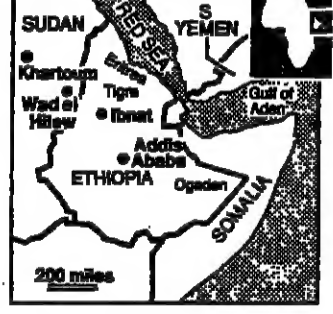 SUDAN
RED SEA
S
YEMEN
Khartoum
Eritrea
Tigre
Gulf of
Aden
Wad el
Hilew
Ibnat
Addis
Ababa
ETHIOPIA
Ogaden
SOMALIA
200 miles